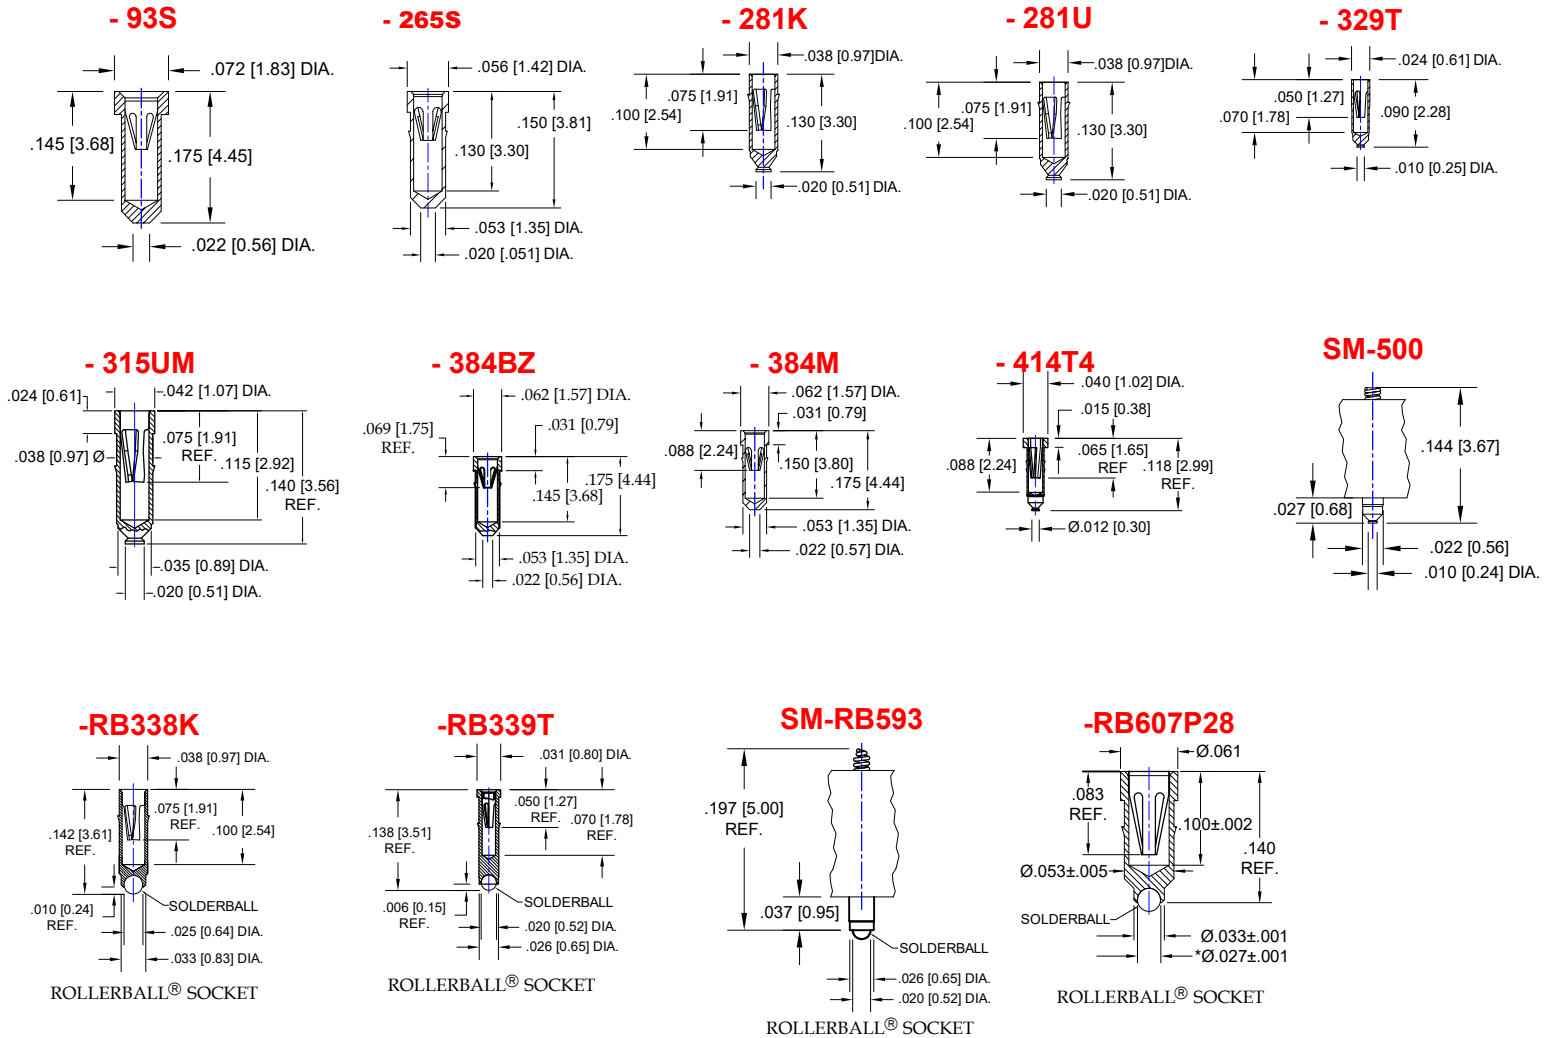 - 93S
.072 [1.83] DIA.
.145 [3.68]
.175 [4.45]
.022 [0.56] DIA.
- 265S
.056 [1.42] DIA.
.150 [3.81]
.130 [3.30]
.053 [1.35] DIA.
.020 [.051] DIA.
- 281K
.038 [0.97]DIA.
.075 [1.91]
.100 [2.54]
.130 [3.30]
.020 [0.51] DIA.
- 281U
.038 [0.97]DIA.
.075 [1.91]
.100 [2.54]
.130 [3.30]
.020 [0.51] DIA.
- 329T
.024 [0.61] DIA.
.050 [1.27]
.070 [1.78]
.090 [2.28]
.010 [0.25] DIA.
- 315UM
.024 [0.61]
.042 [1.07] DIA.
.075 [1.91]
REF.
.038 [0.97] Ø
.115 [2.92]
.140 [3.56]
REF.
.035 [0.89] DIA.
.020 [0.51] DIA.
- 384BZ
.062 [1.57] DIA.
.069 [1.75]
REF.
.031 [0.79]
.175 [4.44]
.145 [3.68]
.053 [1.35] DIA.
.022 [0.56] DIA.
- 384M
.062 [1.57] DIA.
.031 [0.79]
.088 [2.24]
.150 [3.80]
.175 [4.44]
.053 [1.35] DIA.
.022 [0.57] DIA.
- 414T4
.040 [1.02] DIA.
.015 [0.38]
.065 [1.65]
REF
.088 [2.24]
.118 [2.99]
REF.
Ø.012 [0.30]
SM-500
.144 [3.67]
.027 [0.68]
.022 [0.56]
.010 [0.24] DIA.
-RB338K
.038 [0.97] DIA.
.075 [1.91]
REF.
.142 [3.61]
REF.
.100 [2.54]
.010 [0.24]
REF.
SOLDERBALL
.025 [0.64] DIA.
.033 [0.83] DIA.
ROLLERBALL® SOCKET
-RB339T
.031 [0.80] DIA.
.050 [1.27]
REF.
.070 [1.78]
REF.
.138 [3.51]
REF.
.006 [0.15]
REF.
SOLDERBALL
.020 [0.52] DIA.
.026 [0.65] DIA.
ROLLERBALL® SOCKET
SM-RB593
.197 [5.00]
REF.
.037 [0.95]
SOLDERBALL
.026 [0.65] DIA.
.020 [0.52] DIA.
ROLLERBALL® SOCKET
-RB607P28
Ø.061
.083
REF.
.100±.002
.140
REF.
Ø.053±.005
SOLDERBALL
Ø.033±.001
*Ø.027±.001
ROLLERBALL® SOCKET